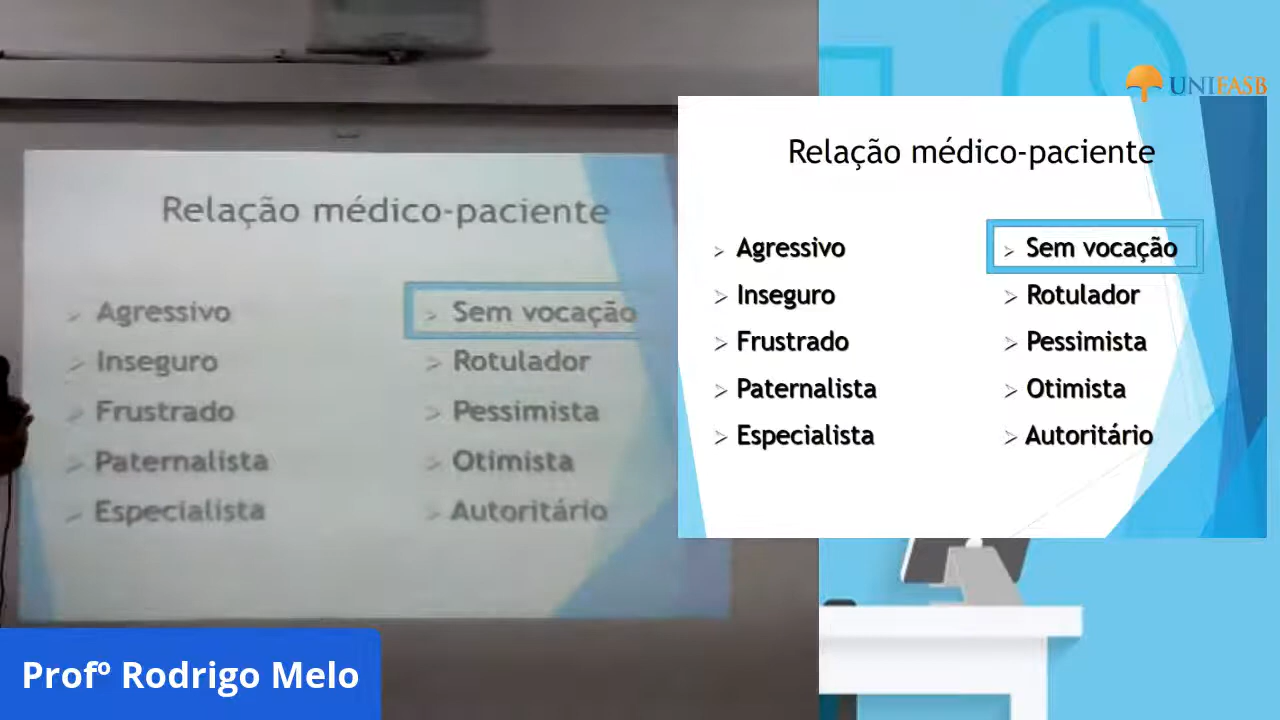 Relação médico-paciente
Agressivo
Inseguro
Frustrado
Paternalista
Especialista
Sem vocação
Rotulador
Pessimista
Otimista
Autoritário
UNIFASB
Relação médico-paciente
Agressivo
Inseguro
Frustrado
Paternalista
Especialista
Sem vocação
Rotulador
Pessimista
Otimista
Autoritário
Profº Rodrigo Melo